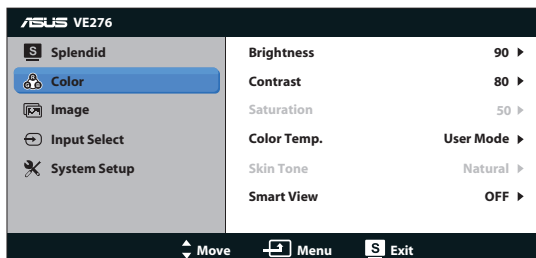 ASUS VE276
S Splendid
Color
Image
Input Select
System Setup
Brightness 90
Contrast 80
Saturation 50
Color Temp. User Mode
Skin Tone Natural
Smart View OFF
Move Menu S Exit